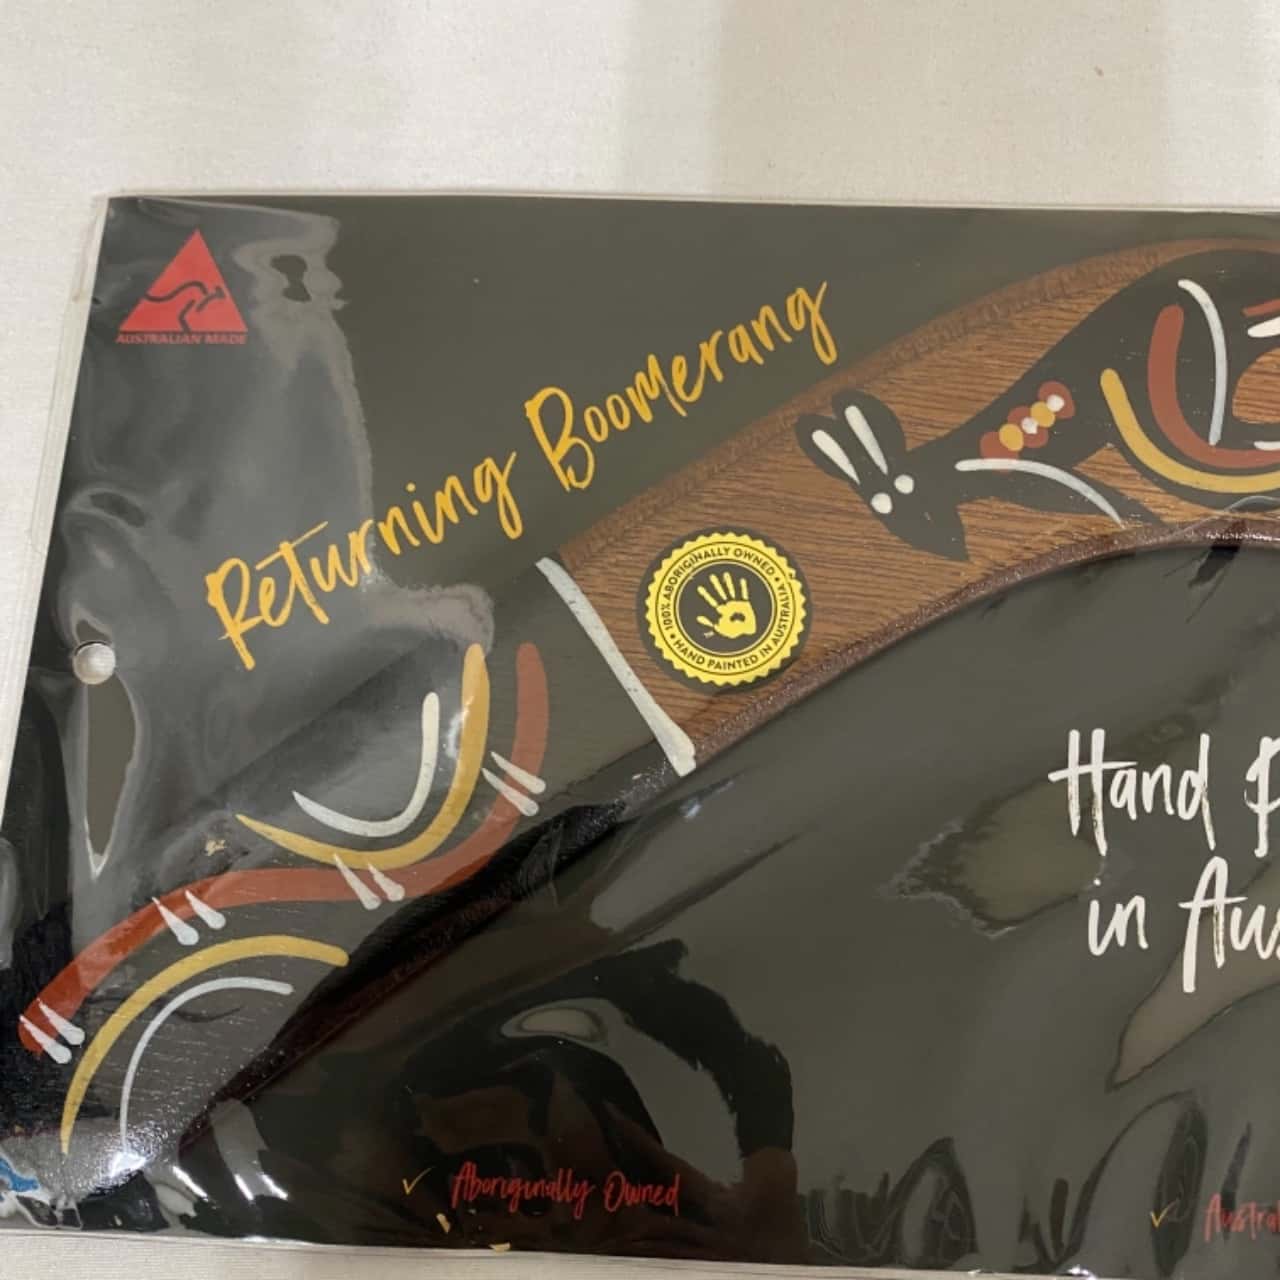 AUSTRALIAN MADE
Returning Boomerang
100% ABORIGINALLY OWNED • HAND PAINTED IN AUSTRALIA •
Hand
in
Aboriginally Owned